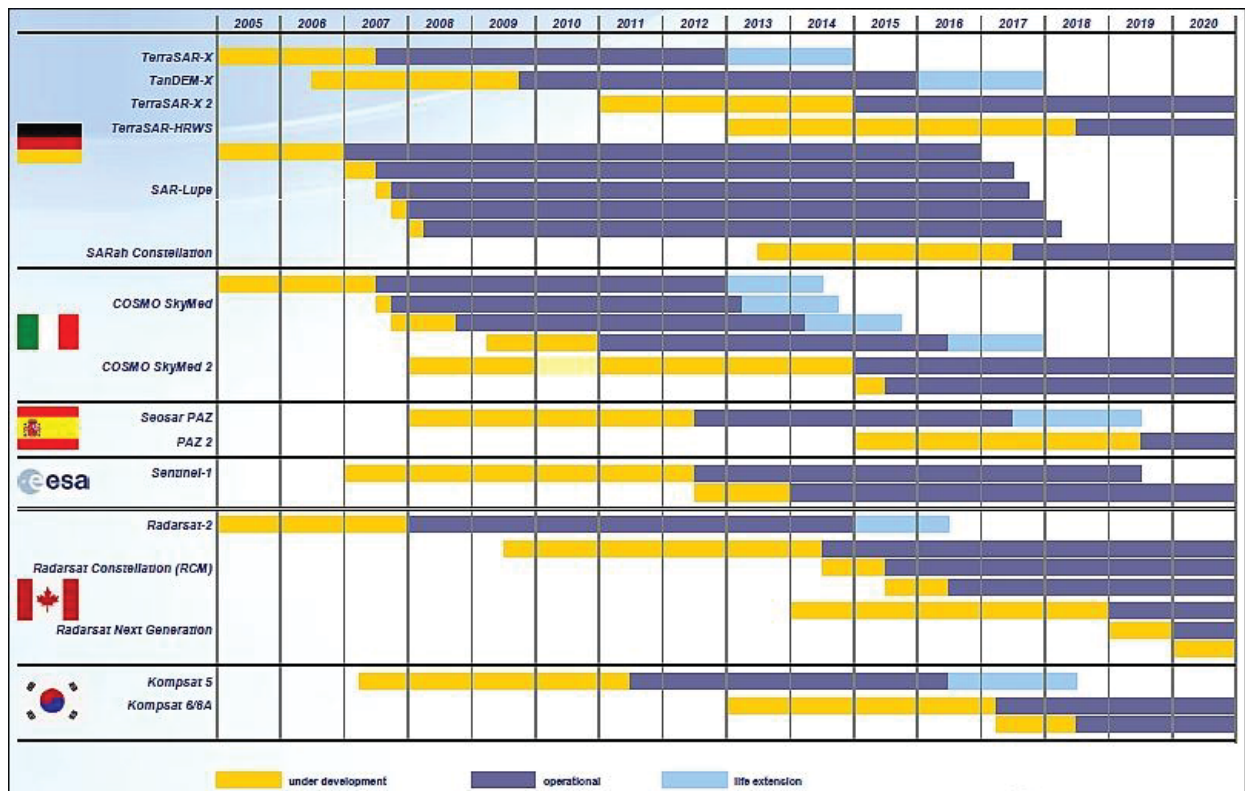 2005 2006 2007 2008 2009 2010 2011 2012 2013 2014 2015 2016 2017 2018 2019 2020
TerraSAR-X
TanDEM-X
TerraSAR-X 2
TerraSAR-HRWS
SAR-Lupe
SARah Constellation
COSMO SkyMed
COSMO SkyMed 2
Seosar PAZ
PAZ 2
esa
Sentinel-1
Radarsat-2
Radarsat Constellation (RCM)
Radarsat Next Generation
Kompsat 5
Kompsat 6/6A
under development operational life extension